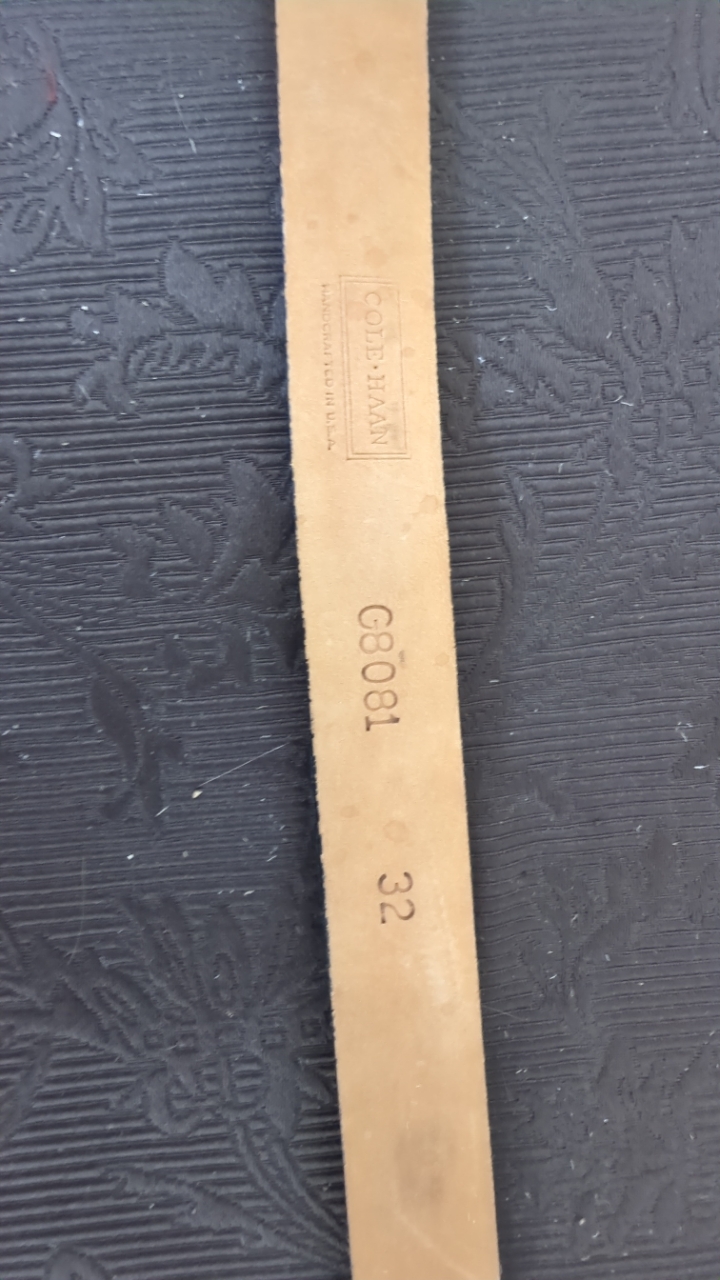 COLE·HAAN
HANDCRAFTED IN U.S.A.
G8081 32